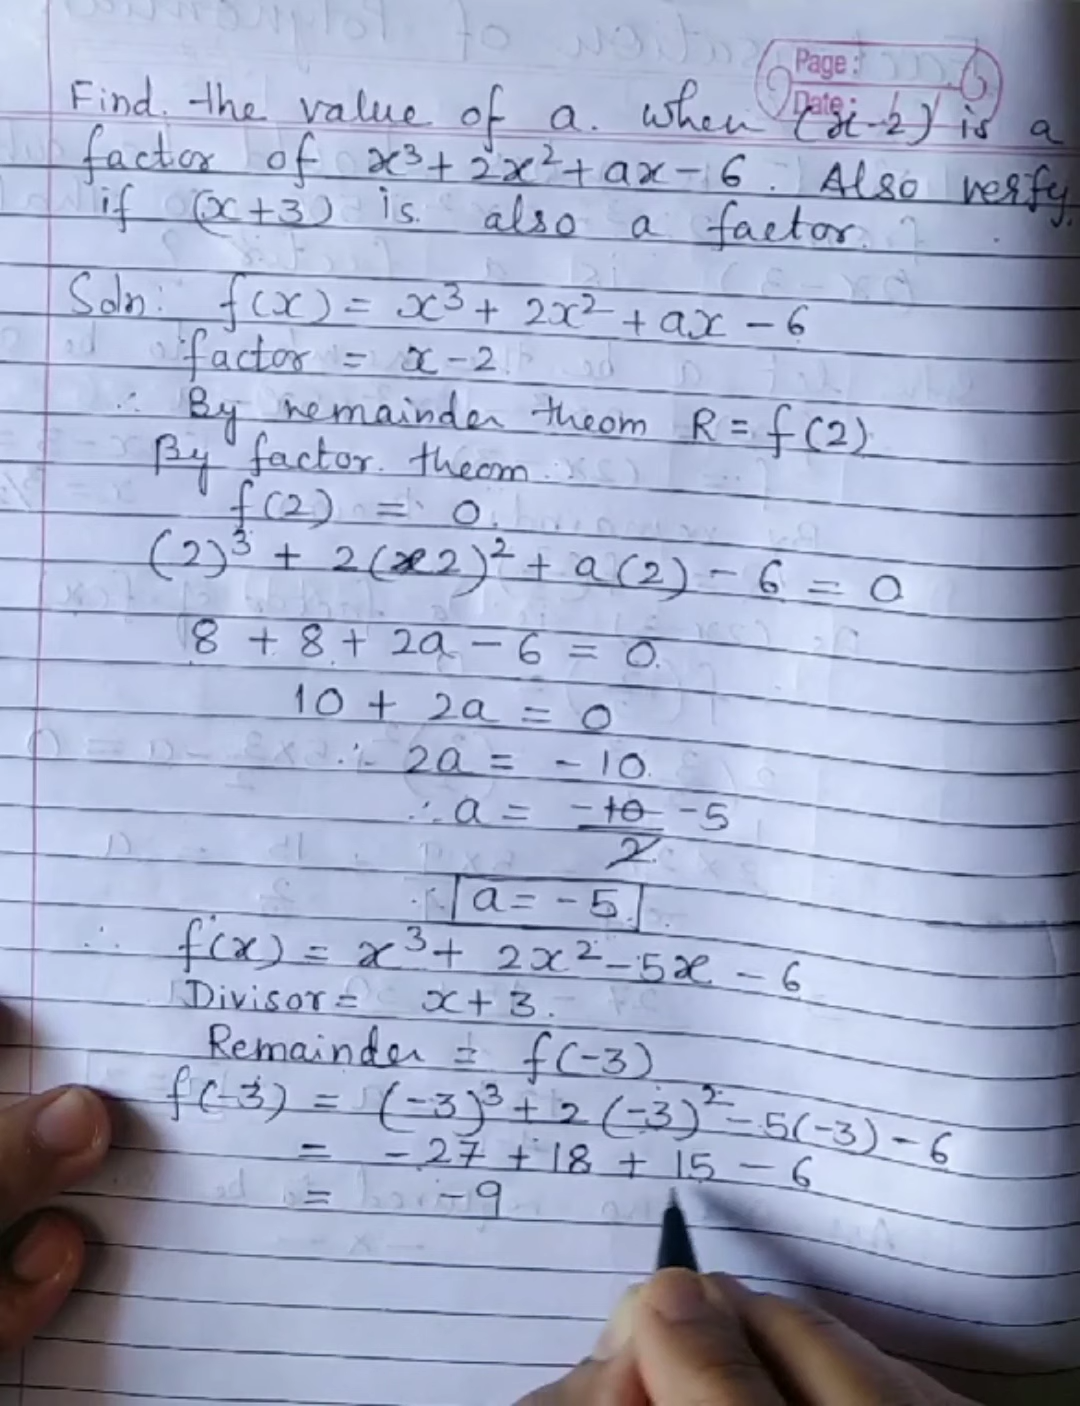 Page :
Date :
Find the value of a. when (x-2) is a
factor of x³ + 2x² + ax - 6. Also verify
if (x+3) is also a factor.
Soln: f(x) = x³ + 2x² + ax - 6
factor = x - 2
∴ By remainder theom R = f(2)
By factor theom
f(2) = 0.
(2)³ + 2(2)² + a(2) - 6 = 0
8 + 8 + 2a - 6 = 0
10 + 2a = 0
∴ 2a = -10
∴ a = -10/2 -5
∴ a = -5
∴ f(x) = x³ + 2x² - 5x - 6
Divisor = x + 3
Remainder = f(-3)
f(-3) = (-3)³ + 2(-3)² - 5(-3) - 6
= -27 + 18 + 15 - 6
= -9